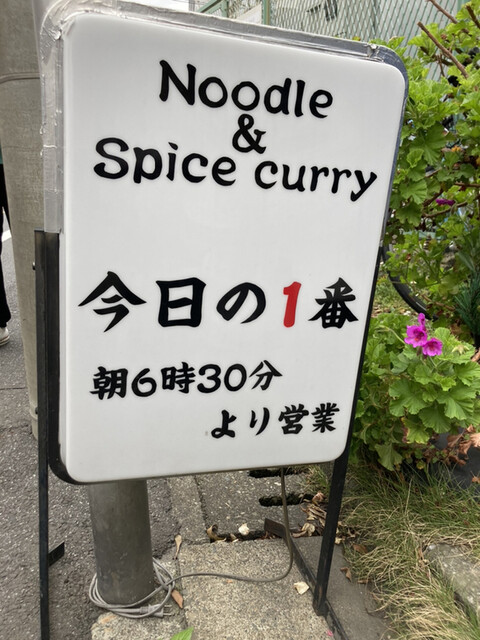 Noodle
&
Spice curry
今日の1番
朝6時30分
より営業